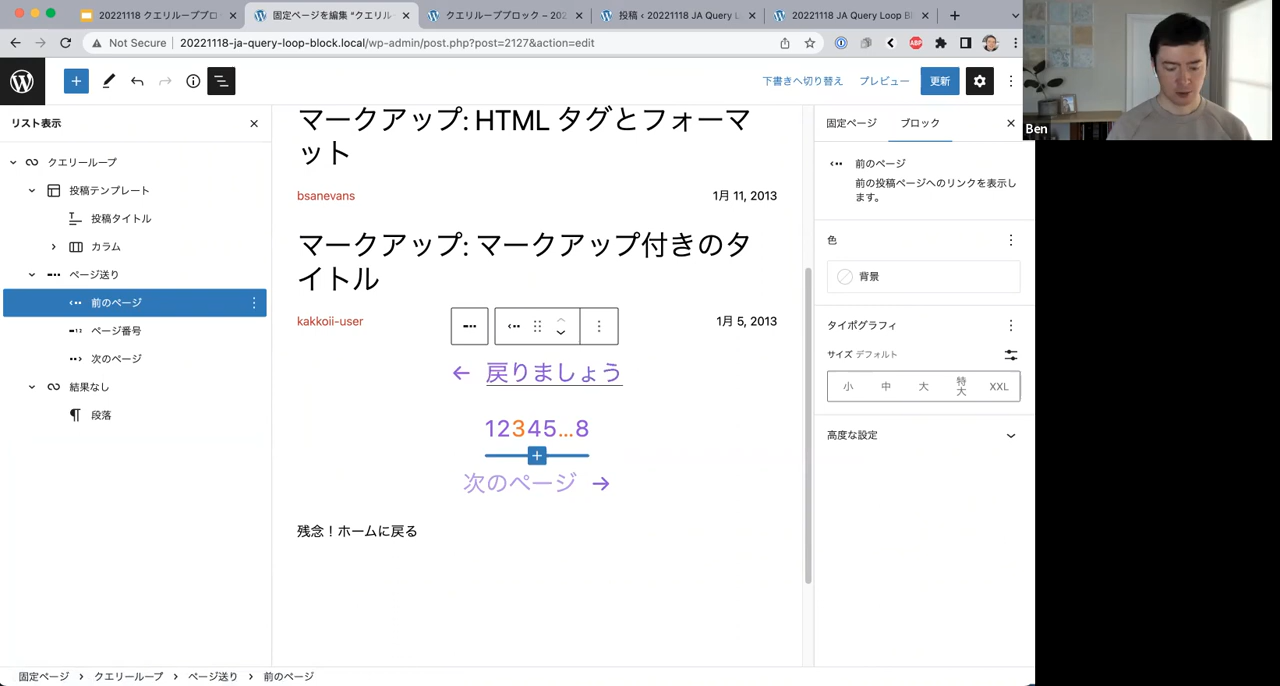 20221118 クエリループブロ
固定ページを編集 "クエリルー
クエリループブロック – 202
投稿 ‹ 20221118 JA Query L
20221118 JA Query Loop Bl
Not Secure
20221118-ja-query-loop-block.local/wp-admin/post.php?post=2127&action=edit
ABP
下書きへ切り替え
プレビュー
更新
Ben
リスト表示
クエリーループ
投稿テンプレート
投稿タイトル
カラム
ページ送り
前のページ
ページ番号
次のページ
結果なし
段落
マークアップ: HTML タグとフォーマ
ット
bsanevans
1月 11, 2013
マークアップ: マークアップ付きのタ
イトル
kakkoii-user
1月 5, 2013
← 戻りましょう
12345…8
次のページ →
残念！ホームに戻る
固定ページ
ブロック
前のページ
前の投稿ページへのリンクを表示し
ます。
色
背景
タイポグラフィ
サイズ デフォルト
小
中
大
特
大
XXL
高度な設定
固定ページ › クエリーループ › ページ送り › 前のページ